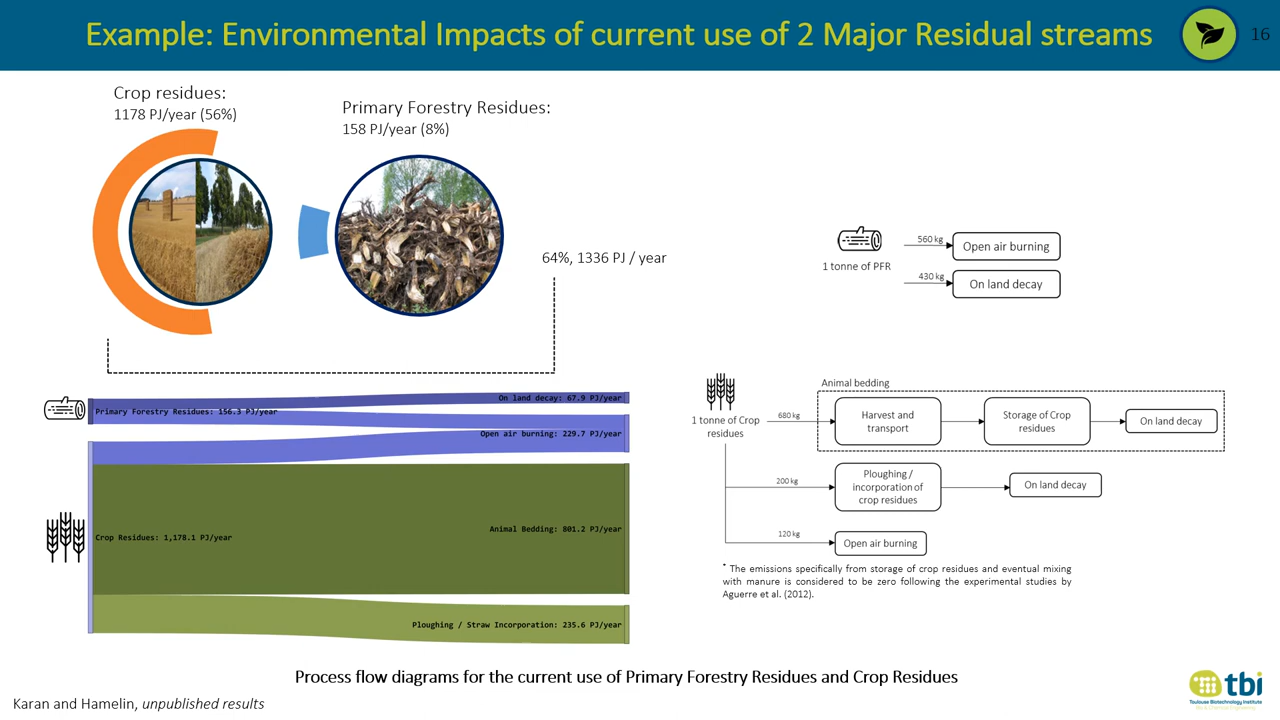 Example: Environmental Impacts of current use of 2 Major Residual streams
16
Crop residues:
1178 PJ/year (56%)
Primary Forestry Residues:
158 PJ/year (8%)
64%, 1336 PJ / year
560 kg
Open air burning
1 tonne of PFR
430 kg
On land decay
On land decay: 67.9 PJ/year
Primary Forestry Residues: 156.3 PJ/year
Open air burning: 229.7 PJ/year
Animal Bedding: 801.2 PJ/year
Crop Residues: 1,178.1 PJ/year
Ploughing / Straw Incorporation: 235.6 PJ/year
Animal bedding
1 tonne of Crop
residues
680 kg
Harvest and
transport
Storage of Crop
residues
On land decay
200 kg
Ploughing /
incorporation of
crop residues
On land decay
120 kg
Open air burning
* The emissions specifically from storage of crop residues and eventual mixing
with manure is considered to be zero following the experimental studies by
Aguerre et al. (2012).
Process flow diagrams for the current use of Primary Forestry Residues and Crop Residues
Karan and Hamelin, unpublished results
tbi
Toulouse Biotechnology Institute